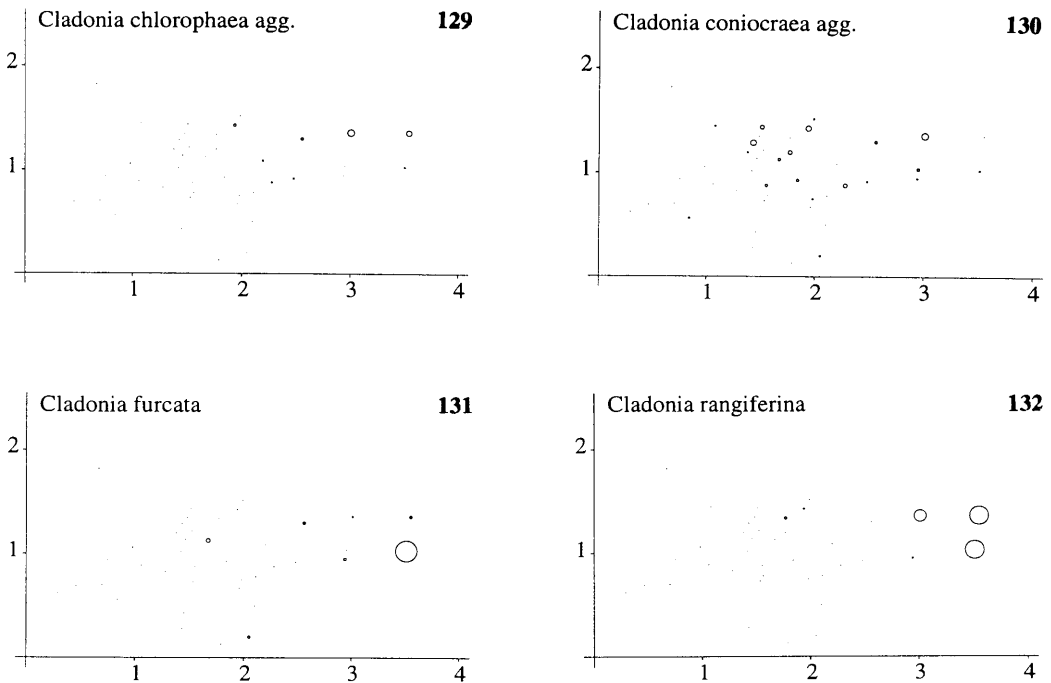 Cladonia chlorophaea agg. 129
2
1
1 2 3 4
Cladonia coniocraea agg. 130
2
1
1 2 3 4
Cladonia furcata 131
2
1
1 2 3 4
Cladonia rangiferina 132
2
1
1 2 3 4